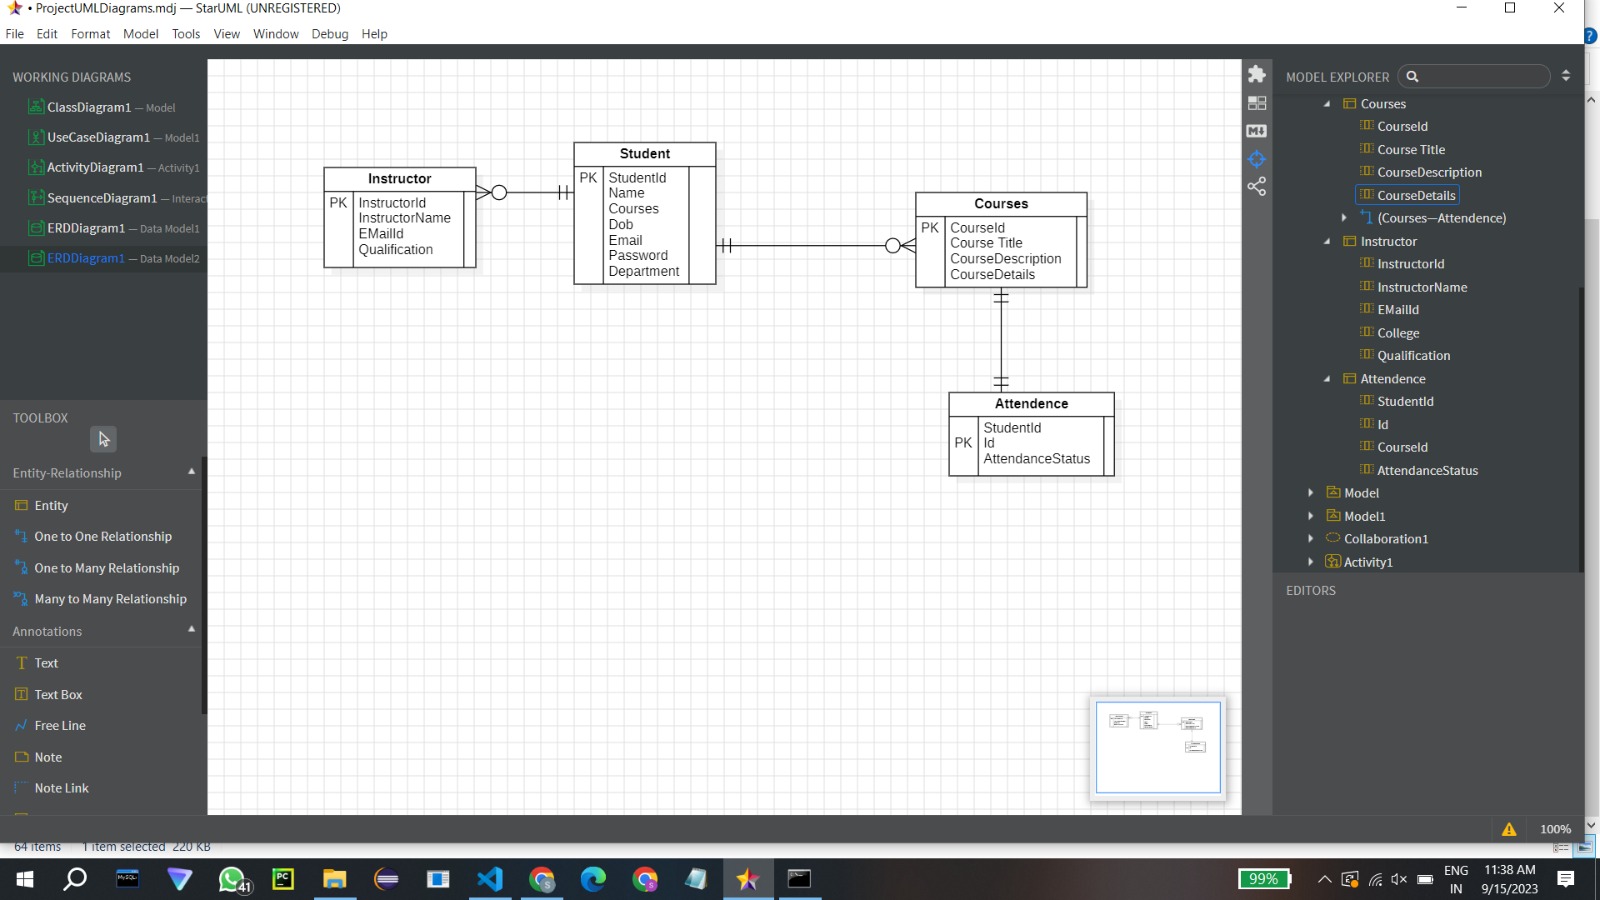 • ProjectUMLDiagrams.mdj — StarUML (UNREGISTERED)
File Edit Format Model Tools View Window Debug Help
WORKING DIAGRAMS
ClassDiagram1 — Model
UseCaseDiagram1 — Model1
ActivityDiagram1 — Activity1
SequenceDiagram1 — Interac
ERDDiagram1 — Data Model1
ERDDiagram1 — Data Model2
TOOLBOX
Entity-Relationship
Entity
One to One Relationship
One to Many Relationship
Many to Many Relationship
Annotations
Text
Text Box
Free Line
Note
Note Link
Instructor
PK InstructorId
InstructorName
EMailId
Qualification
Student
PK StudentId
Name
Courses
Dob
Email
Password
Department
Courses
PK CourseId
Course Title
CourseDescription
CourseDetails
Attendence
StudentId
PK Id
AttendanceStatus
MODEL EXPLORER
Courses
CourseId
Course Title
CourseDescription
CourseDetails
(Courses—Attendence)
Instructor
InstructorId
InstructorName
EMailId
College
Qualification
Attendence
StudentId
Id
CourseId
AttendanceStatus
Model
Model1
Collaboration1
Activity1
EDITORS
100%
64 items 1 item selected 220 KB
41
PC
99%
ENG
IN
11:38 AM
9/15/2023